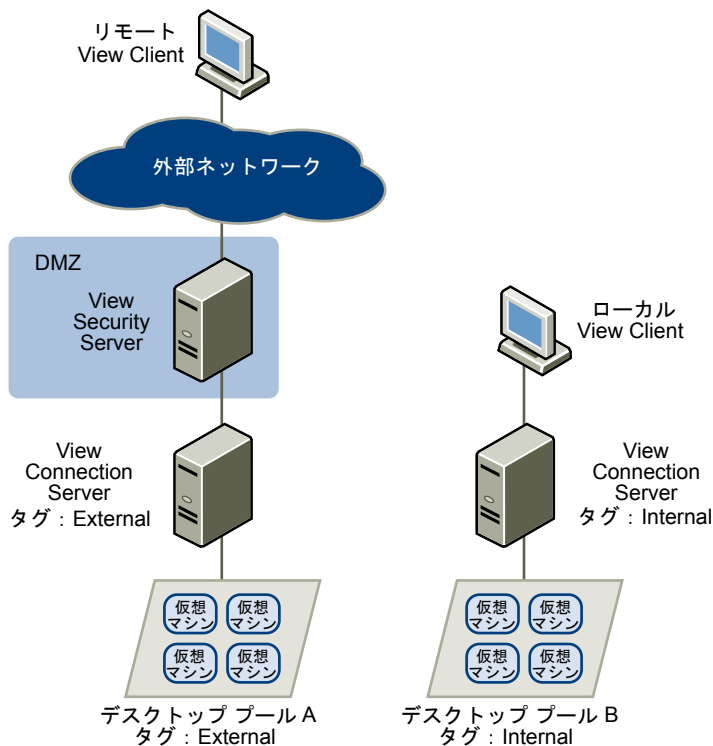 リモート
View Client
外部ネットワーク
DMZ
View
Security
Server
ローカル
View Client
View
Connection
Server
タグ：External
View
Connection
Server
タグ：Internal
仮想
マシン
仮想
マシン
仮想
マシン
仮想
マシン
仮想
マシン
仮想
マシン
仮想
マシン
仮想
マシン
デスクトップ プール A
タグ：External
デスクトップ プール B
タグ：Internal